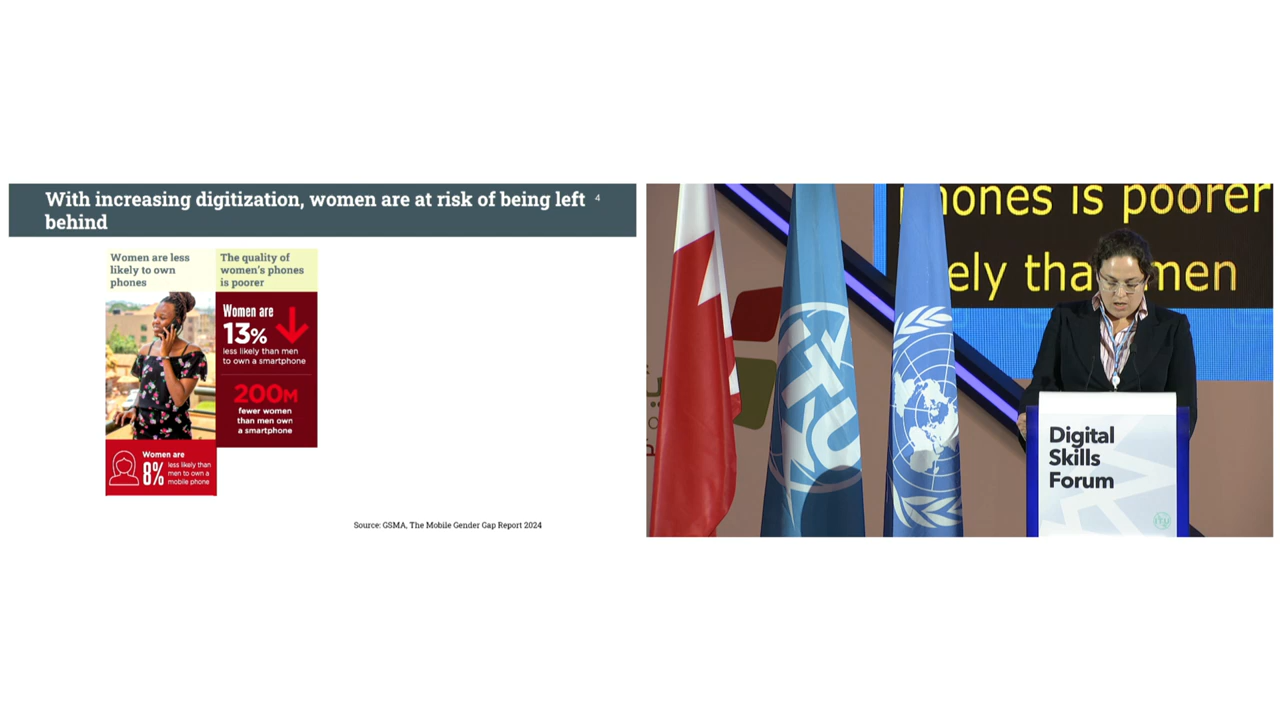 With increasing digitization, women are at risk of being left
behind
4
Women are less
likely to own
phones
The quality of
women's phones
is poorer
Women are
13%
less likely than men
to own a smartphone
200M
fewer women
than men own
a smartphone
Women are
8%
less likely than
men to own a
mobile phone
Source: GSMA, The Mobile Gender Gap Report 2024
phones is poorer
ely than men
ITU
Digital
Skills
Forum